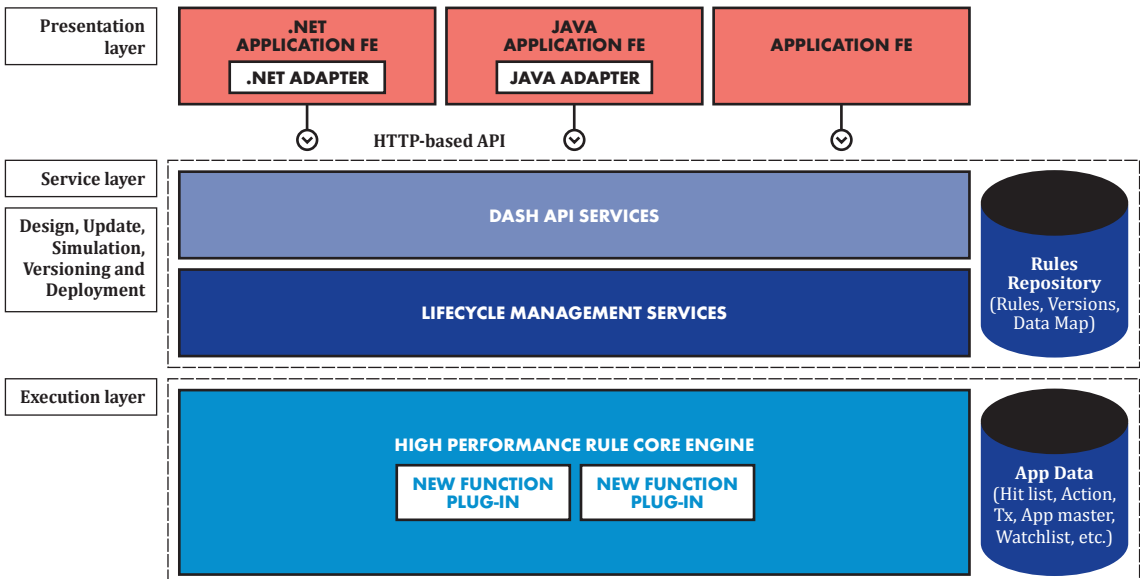 Presentation
layer
.NET
APPLICATION FE
.NET ADAPTER
JAVA
APPLICATION FE
JAVA ADAPTER
APPLICATION FE
HTTP-based API
Service layer
Design, Update,
Simulation,
Versioning and
Deployment
DASH API SERVICES
LIFECYCLE MANAGEMENT SERVICES
Rules
Repository
(Rules, Versions,
Data Map)
Execution layer
HIGH PERFORMANCE RULE CORE ENGINE
NEW FUNCTION
PLUG-IN
NEW FUNCTION
PLUG-IN
App Data
(Hit list, Action,
Tx, App master,
Watchlist, etc.)